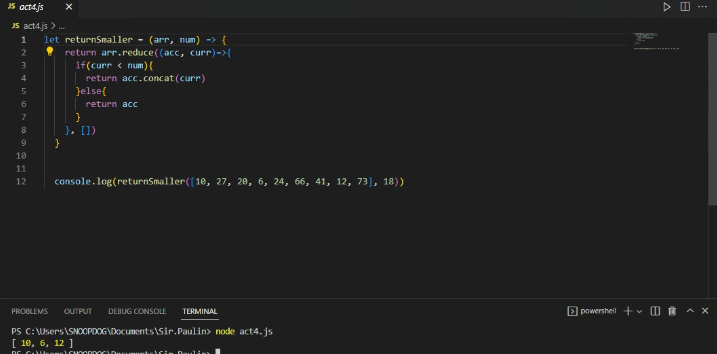 JS act4.js ×
JS act4.js > ...
1 let returnSmaller = (arr, num) => {
2 return arr.reduce((acc, curr)=>{
3 if(curr < num){
4 return acc.concat(curr)
5 }else{
6 return acc
7 }
8 }, [])
9 }
10
11
12 console.log(returnSmaller([10, 27, 20, 6, 24, 66, 41, 12, 73], 18))
PROBLEMS OUTPUT DEBUG CONSOLE TERMINAL powershell
PS C:\Users\SNOOPDOG\Documents\Sir.Paulin> node act4.js
[ 10, 6, 12 ]
PS C:\Users\SNOOPDOG\Documents\Sir.Paulin>